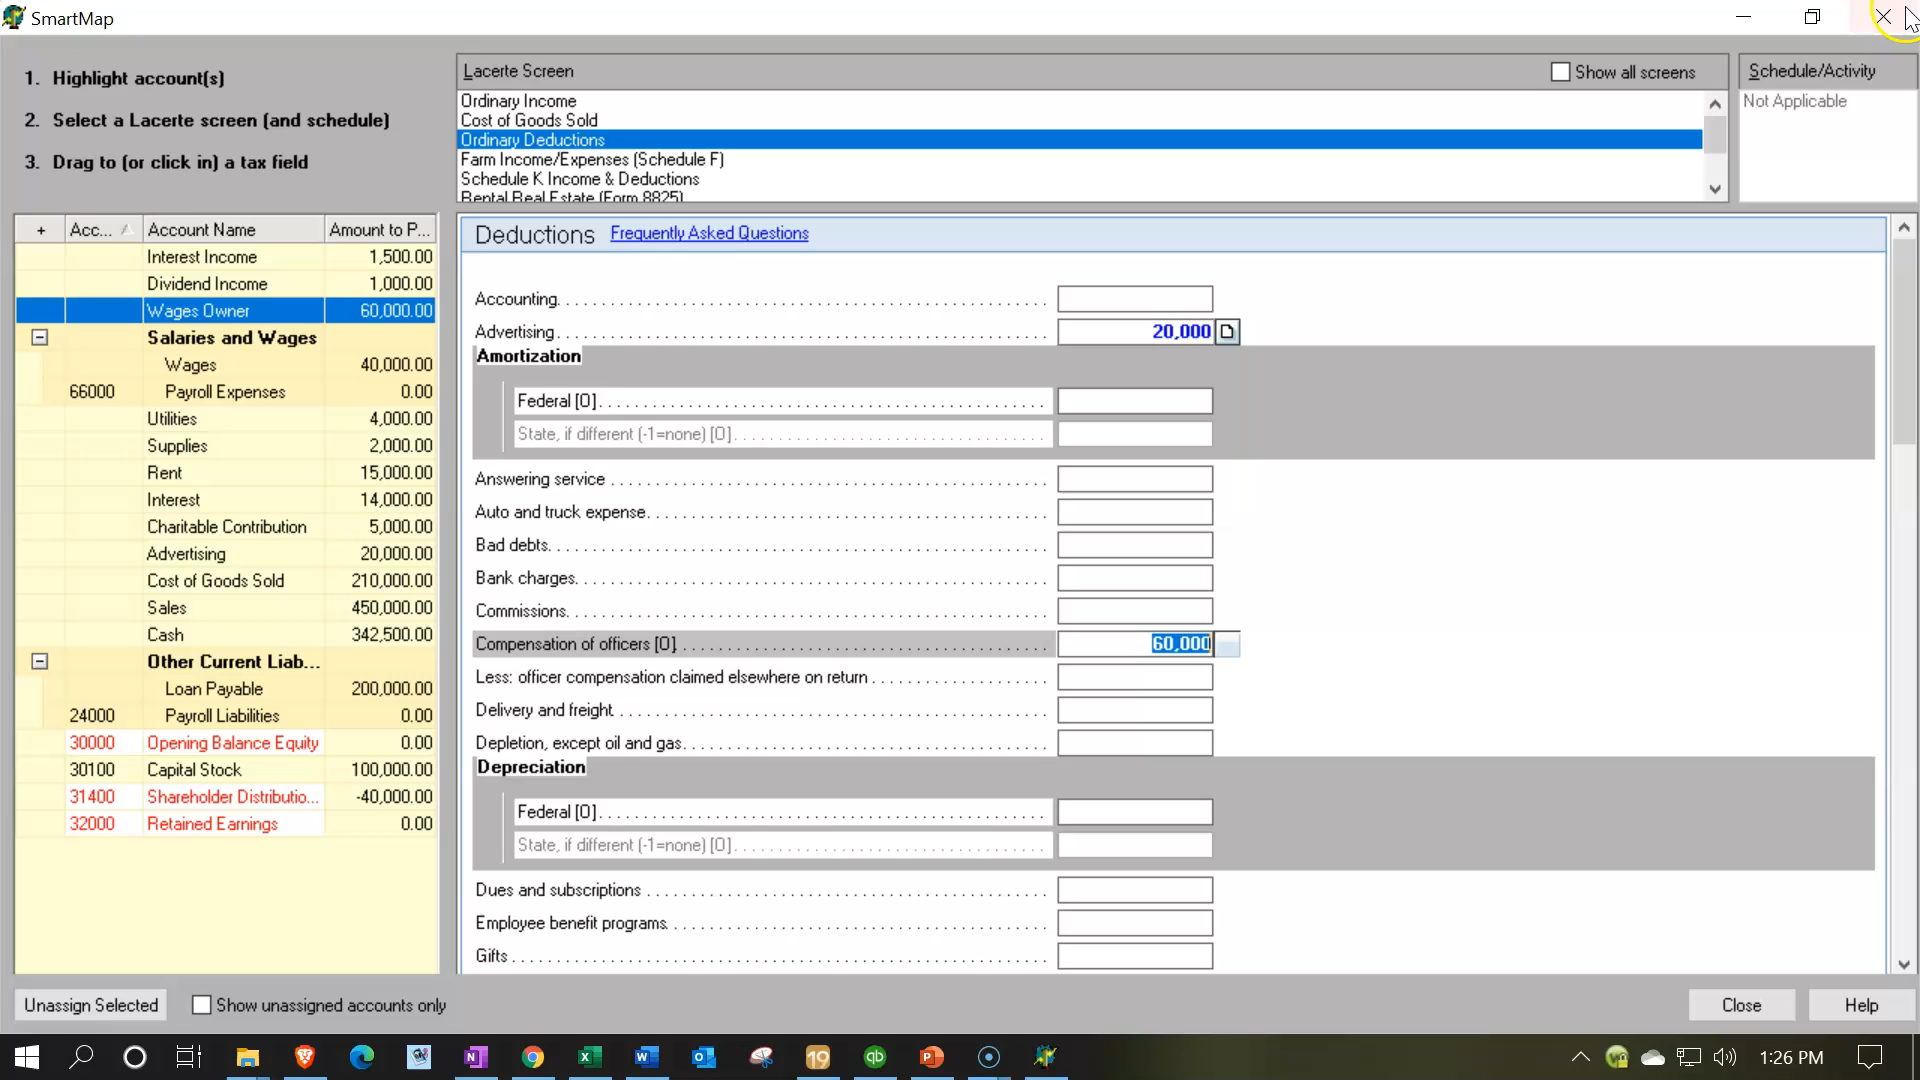 SmartMap
1. Highlight account(s)
2. Select a Lacerte screen (and schedule)
3. Drag to (or click in) a tax field
Lacerte Screen
Show all screens
Ordinary Income
Cost of Goods Sold
Ordinary Deductions
Farm Income/Expenses (Schedule F)
Schedule K Income & Deductions
Rental Real Estate (Form 8825)
Schedule/Activity
Not Applicable
+ Acc... Account Name Amount to P...
Interest Income 1,500.00
Dividend Income 1,000.00
Wages Owner 60,000.00
Salaries and Wages
Wages 40,000.00
66000 Payroll Expenses 0.00
Utilities 4,000.00
Supplies 2,000.00
Rent 15,000.00
Interest 14,000.00
Charitable Contribution 5,000.00
Advertising 20,000.00
Cost of Goods Sold 210,000.00
Sales 450,000.00
Cash 342,500.00
Other Current Liab...
Loan Payable 200,000.00
24000 Payroll Liabilities 0.00
30000 Opening Balance Equity 0.00
30100 Capital Stock 100,000.00
31400 Shareholder Distributio... -40,000.00
32000 Retained Earnings 0.00
Deductions Frequently Asked Questions
Accounting
Advertising 20,000
Amortization
Federal [O]
State, if different (-1=none) [O]
Answering service
Auto and truck expense
Bad debts
Bank charges
Commissions
Compensation of officers [O] 60,000
Less: officer compensation claimed elsewhere on return
Delivery and freight
Depletion, except oil and gas
Depreciation
Federal [O]
State, if different (-1=none) [O]
Dues and subscriptions
Employee benefit programs
Gifts
Unassign Selected
Show unassigned accounts only
Close
Help
19
qb
1:26 PM